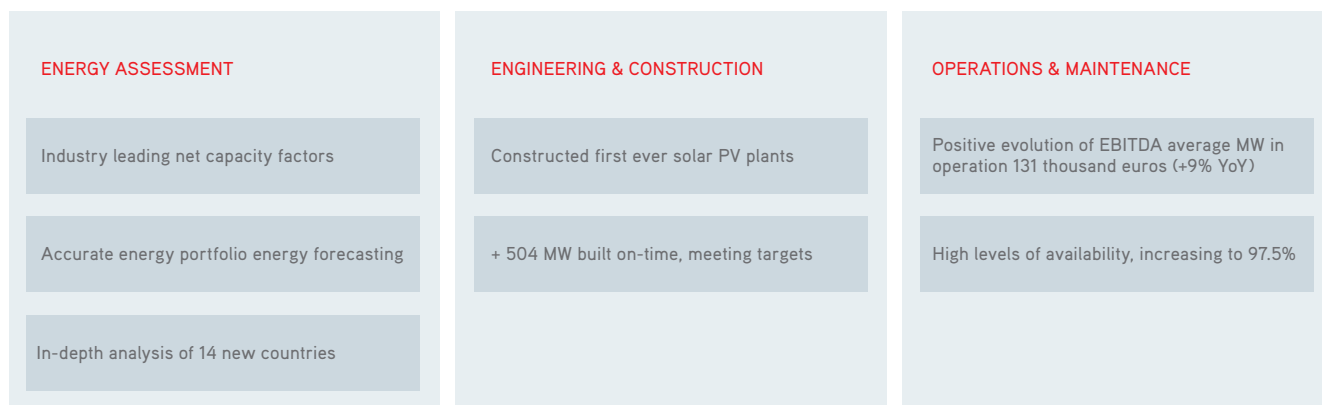 ENERGY ASSESSMENT
Industry leading net capacity factors
Accurate energy portfolio energy forecasting
In-depth analysis of 14 new countries
ENGINEERING & CONSTRUCTION
Constructed first ever solar PV plants
+ 504 MW built on-time, meeting targets
OPERATIONS & MAINTENANCE
Positive evolution of EBITDA average MW in
operation 131 thousand euros (+9% YoY)
High levels of availability, increasing to 97.5%